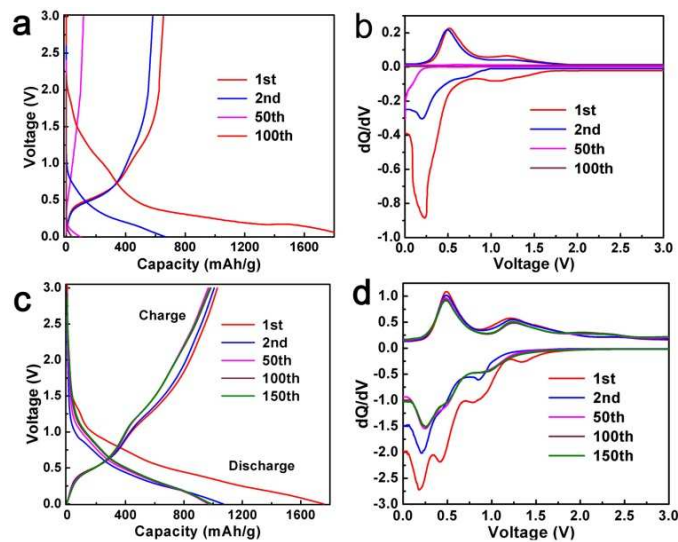 a
3.0
2.5
2.0
1.5
1.0
0.5
0.0
Voltage (V)
0 400 800 1200 1600
Capacity (mAh/g)
1st
2nd
50th
100th
b
0.2
0.0
-0.2
-0.4
-0.6
-0.8
-1.0
dQ/dV
0.0 0.5 1.0 1.5 2.0 2.5 3.0
Voltage (V)
1st
2nd
50th
100th
c
3.0
2.5
2.0
1.5
1.0
0.5
0.0
Voltage (V)
0 400 800 1200 1600
Capacity (mAh/g)
Charge
1st
2nd
50th
100th
150th
Discharge
d
1.0
0.5
0.0
-0.5
-1.0
-1.5
-2.0
-2.5
-3.0
dQ/dV
0.0 0.5 1.0 1.5 2.0 2.5 3.0
Voltage (V)
1st
2nd
50th
100th
150th